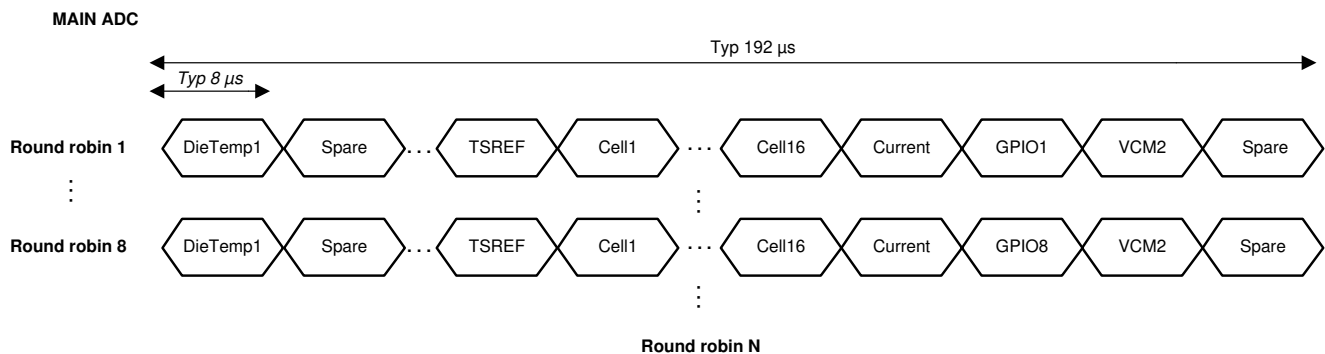 MAIN ADC
Typ 192 µs
Typ 8 µs
Round robin 1 DieTemp1 Spare ... TSREF Cell1 ... Cell16 Current GPIO1 VCM2 Spare
Round robin 8 DieTemp1 Spare ... TSREF Cell1 ... Cell16 Current GPIO8 VCM2 Spare
Round robin N